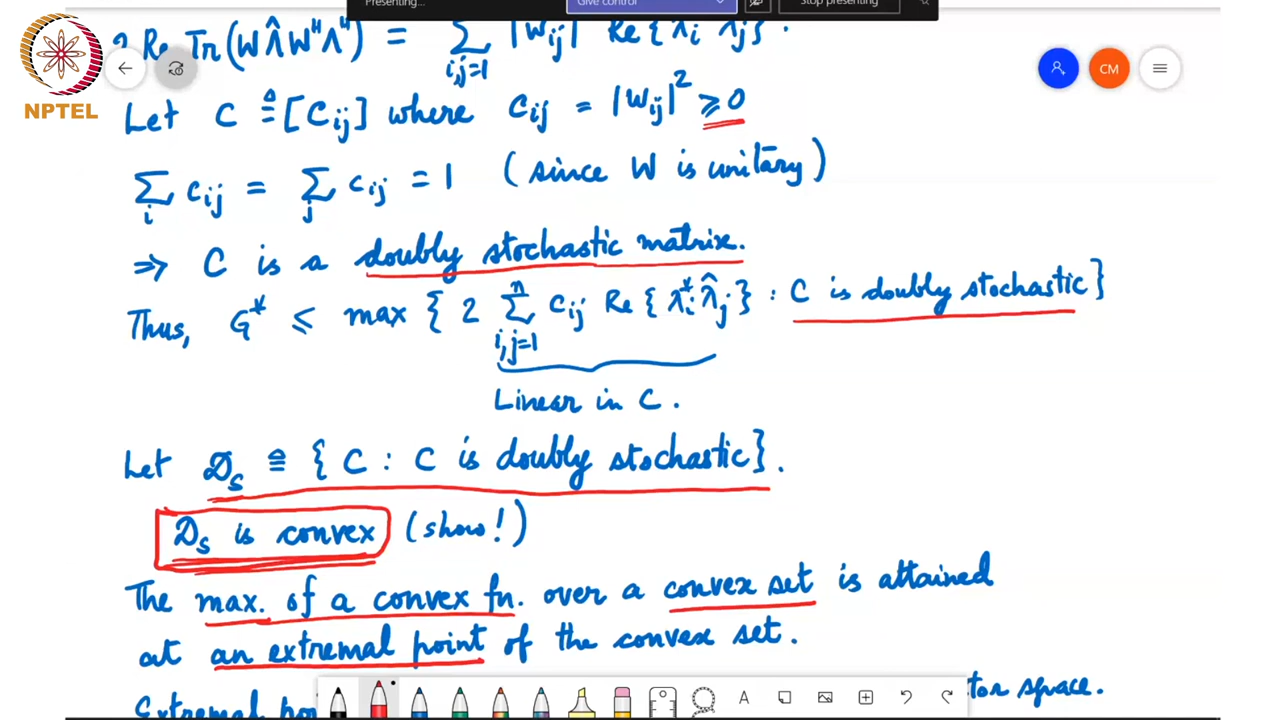 Presenting...
Give control
Stop presenting
2 Re Tr(WΛ̂W^HΛ^H) = Σ_{i,j=1} |W_ij| Re{λ_i λ̂_j}.
NPTEL
CM
Let C ≜ [C_ij] where c_ij = |W_ij|² ≥ 0
Σ_i c_ij = Σ_j c_ij = 1 (since W is unitary)
⇒ C is a doubly stochastic matrix.
Thus, G* ≤ max { 2 Σ_{i,j=1}^n c_ij Re{λ_i* λ̂_j} : C is doubly stochastic }
Linear in C.
Let D_s ≙ { C : C is doubly stochastic }.
D_s is convex (show!)
The max. of a convex fn. over a convex set is attained
at an extremal point of the convex set.
Extremal space.